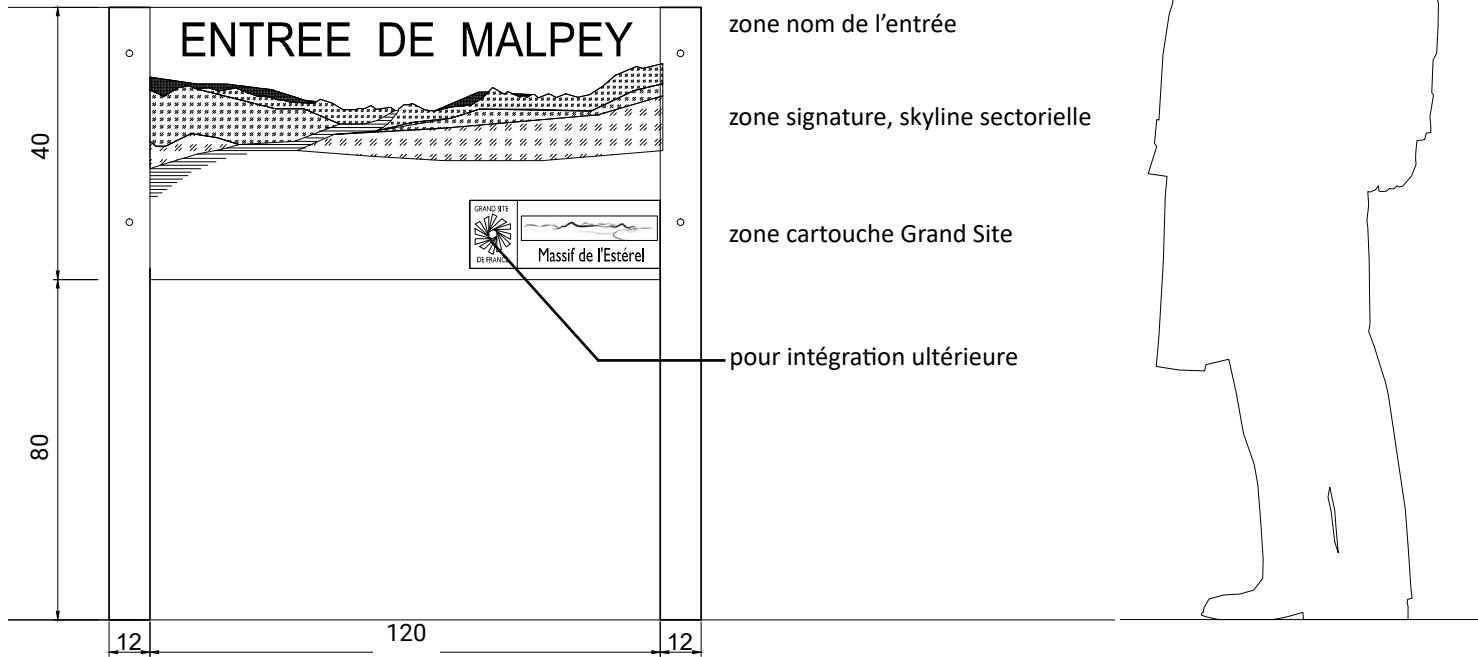 ENTREE DE MALPEY
zone nom de l’entrée
zone signature, skyline sectorielle
40
GRAND SITE
DE FRANCE
Massif de l'Estérel
zone cartouche Grand Site
pour intégration ultérieure
80
12
120
12